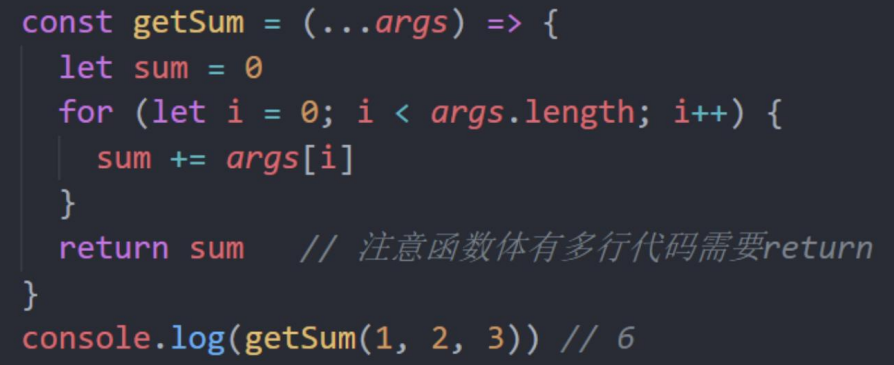 const getSum = (...args) => {
  let sum = 0
  for (let i = 0; i < args.length; i++) {
    sum += args[i]
  }
  return sum   // 注意函数体有多行代码需要return
}
console.log(getSum(1, 2, 3)) // 6